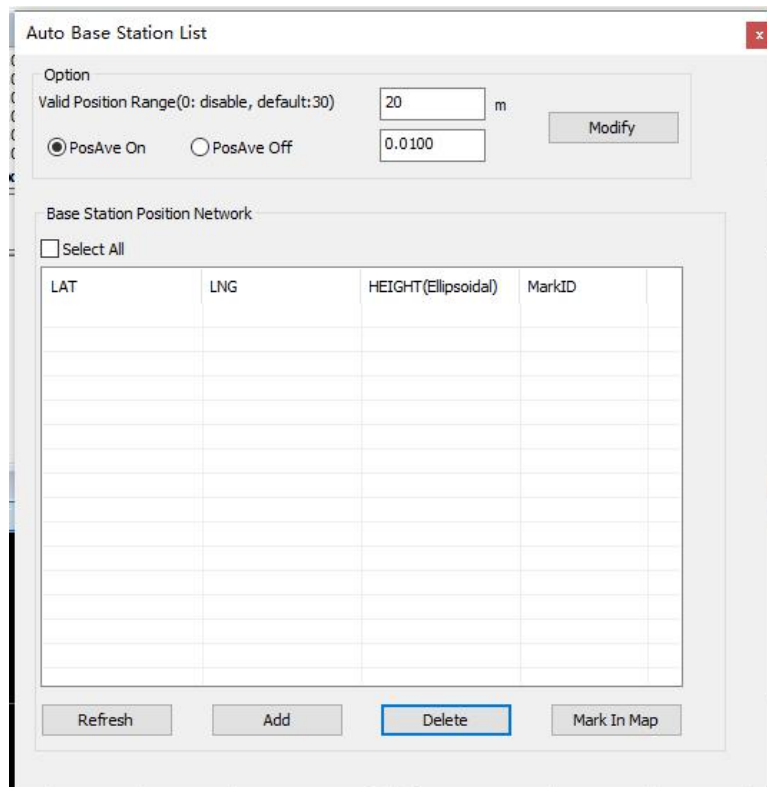 Auto Base Station List
x
Option
Valid Position Range(0: disable, default:30) 20 m
Modify
PosAve On PosAve Off 0.0100
Base Station Position Network
Select All
LAT LNG HEIGHT(Ellipsoidal) MarkID
Refresh Add Delete Mark In Map